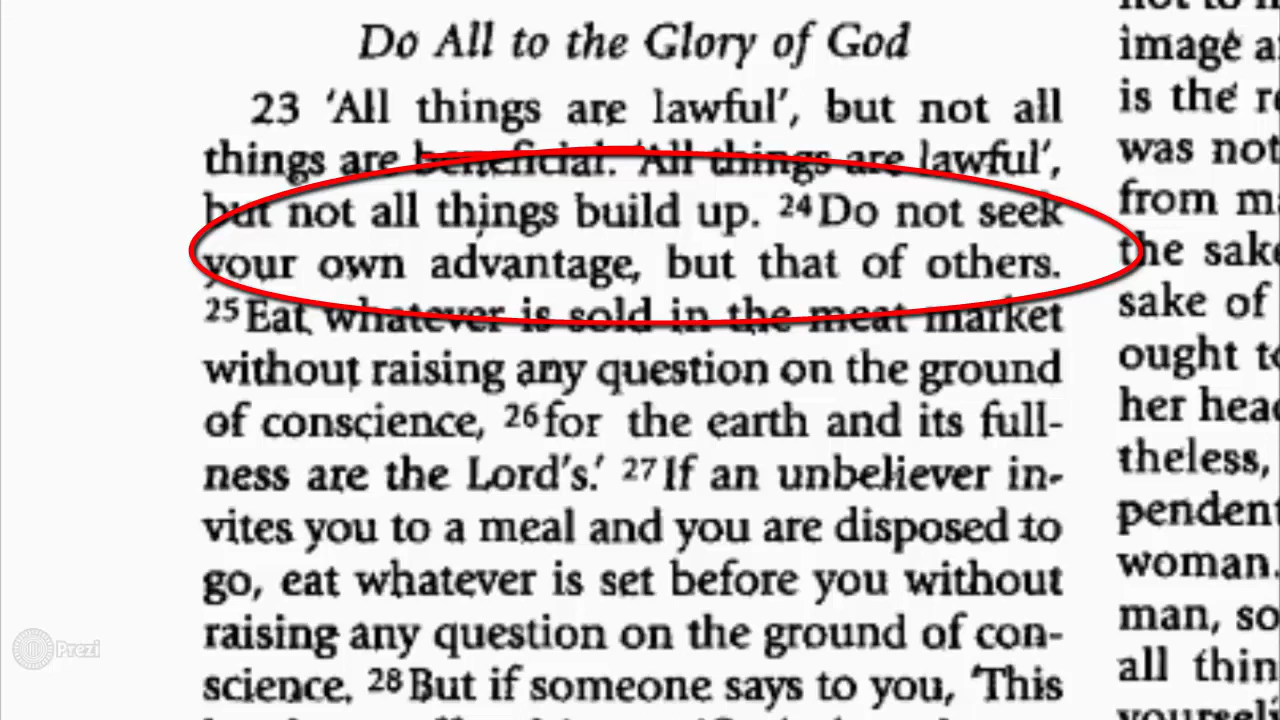 Do All to the Glory of God
23 'All things are lawful', but not all
things are beneficial. 'All things are lawful',
but not all things build up. 24 Do not seek
your own advantage, but that of others.
25 Eat whatever is sold in the meat market
without raising any question on the ground
of conscience, 26 for the earth and its full-
ness are the Lord's.' 27 If an unbeliever in-
vites you to a meal and you are disposed to
go, eat whatever is set before you without
raising any question on the ground of con-
science. 28 But if someone says to you, 'This
image
is the
was not
from
the
sake of
ought
her
theless,
woman.
man, so
all
Prezi